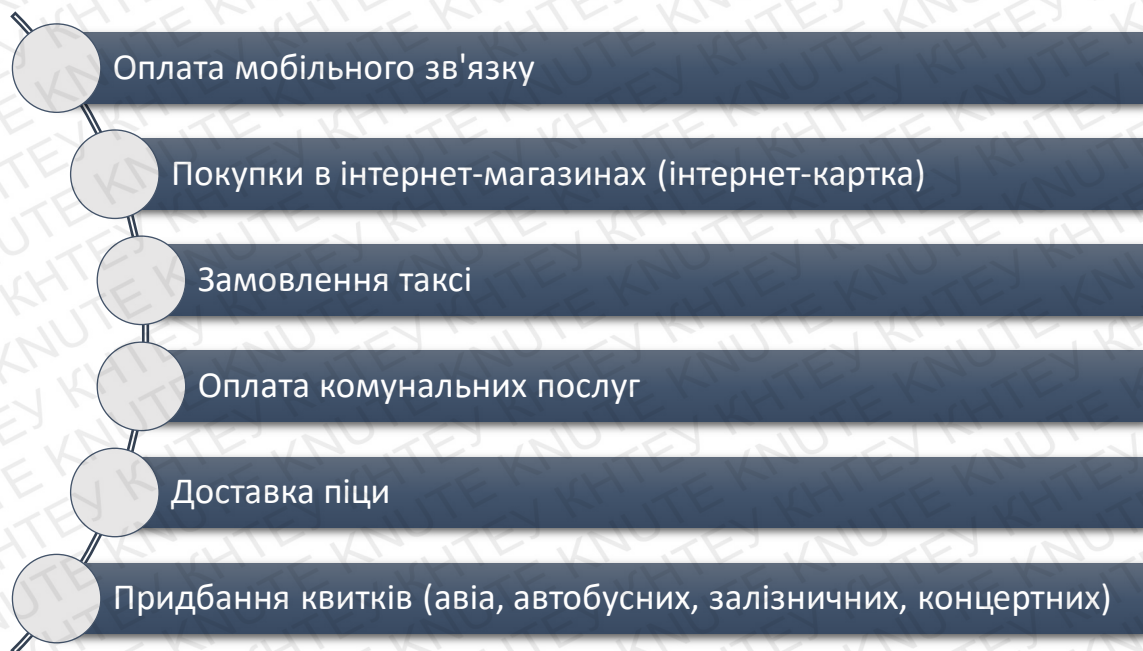 Оплата мобільного зв'язку
Покупки в інтернет-магазинах (інтернет-картка)
Замовлення таксі
Оплата комунальних послуг
Доставка піци
Придбання квитків (авіа, автобусних, залізничних, концертних)